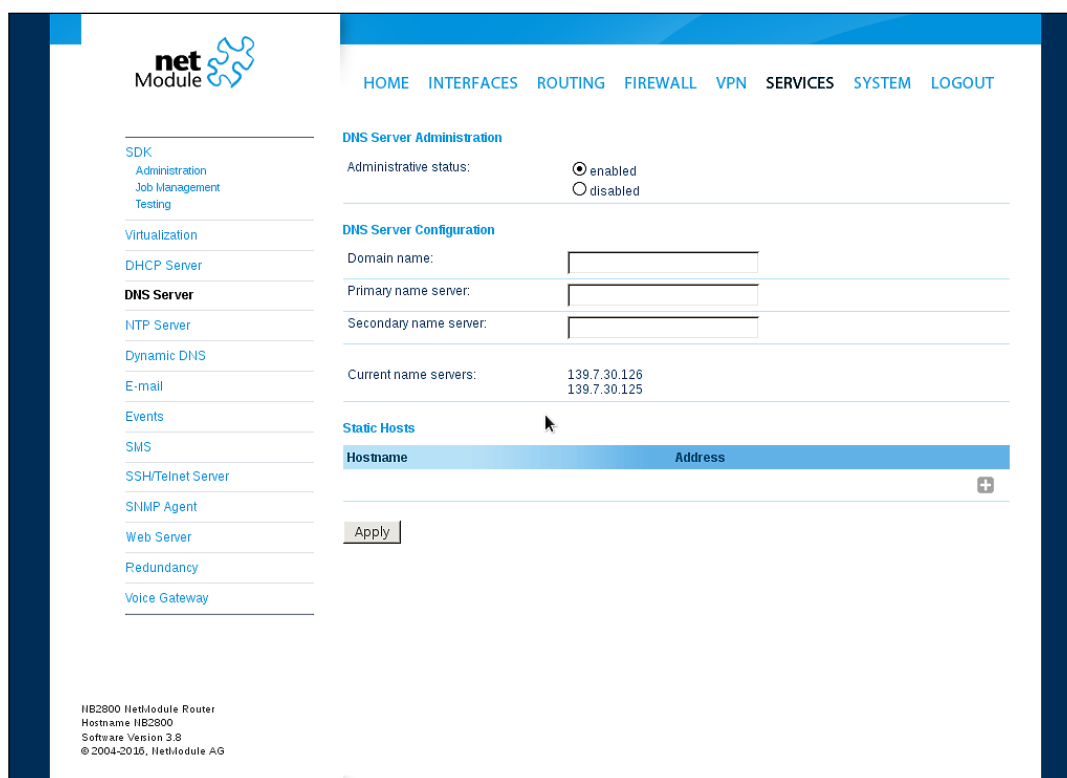 net
Module
HOME INTERFACES ROUTING FIREWALL VPN SERVICES SYSTEM LOGOUT
SDK
Administration
Job Management
Testing
Virtualization
DHCP Server
DNS Server
NTP Server
Dynamic DNS
E-mail
Events
SMS
SSH/Telnet Server
SNMP Agent
Web Server
Redundancy
Voice Gateway
DNS Server Administration
Administrative status:
enabled
disabled
DNS Server Configuration
Domain name:
Primary name server:
Secondary name server:
Current name servers: 139.7.30.126
139.7.30.125
Static Hosts
Hostname Address
Apply
NB2800 NetModule Router
Hostname NB2800
Software Version 3.8
© 2004-2016, NetModule AG